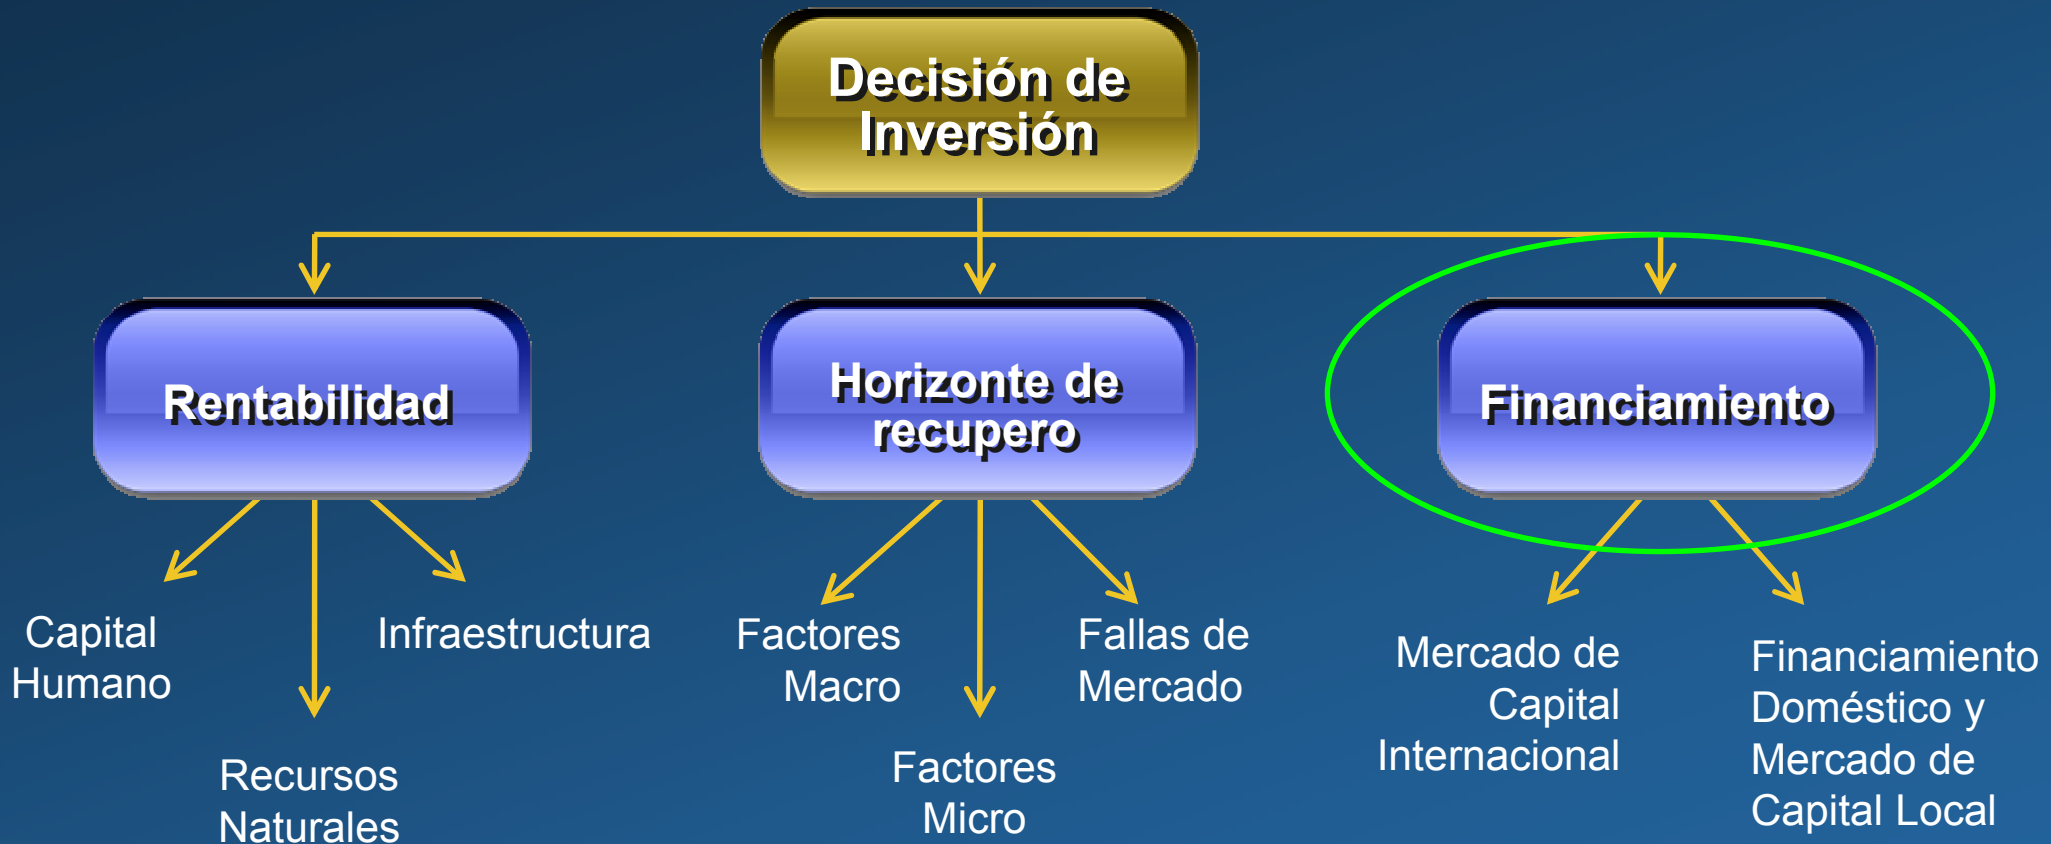 Decisión de
Inversión
Rentabilidad
Horizonte de
recupero
Financiamiento
Capital
Humano
Recursos
Naturales
Infraestructura
Factores
Macro
Factores
Micro
Fallas de
Mercado
Mercado de
Capital
Internacional
Financiamiento
Doméstico y
Mercado de
Capital Local